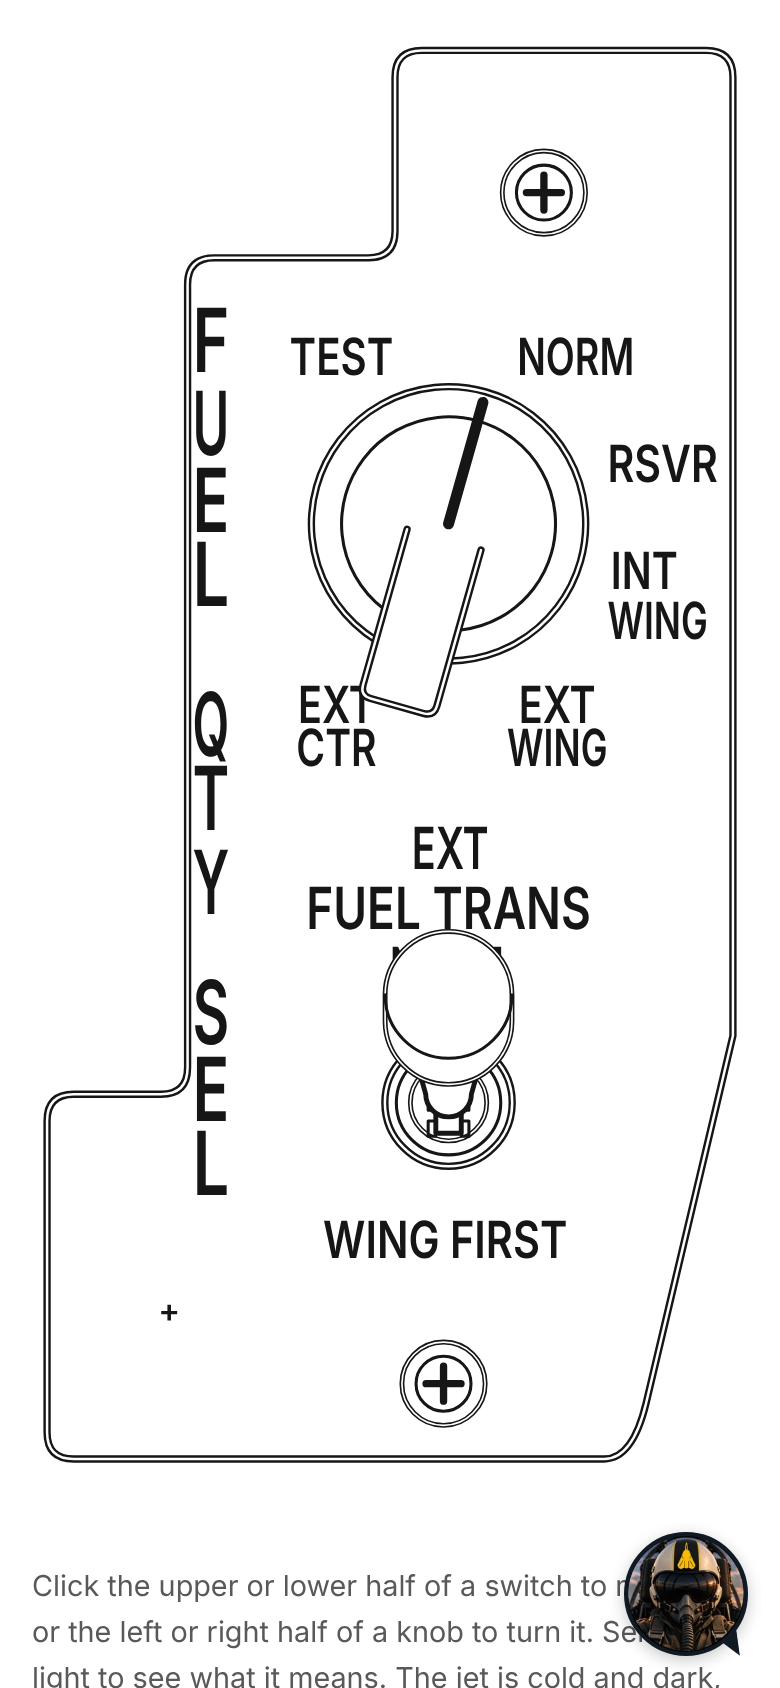 FUEL QTY SEL
TEST
NORM
RSVR
INT
WING
EXT
CTR
EXT
WING
EXT
FUEL TRANS
WING FIRST
+
Click the upper or lower half of a switch to
or the left or right half of a knob to turn it.
light to see what it means. The jet is cold and dark,